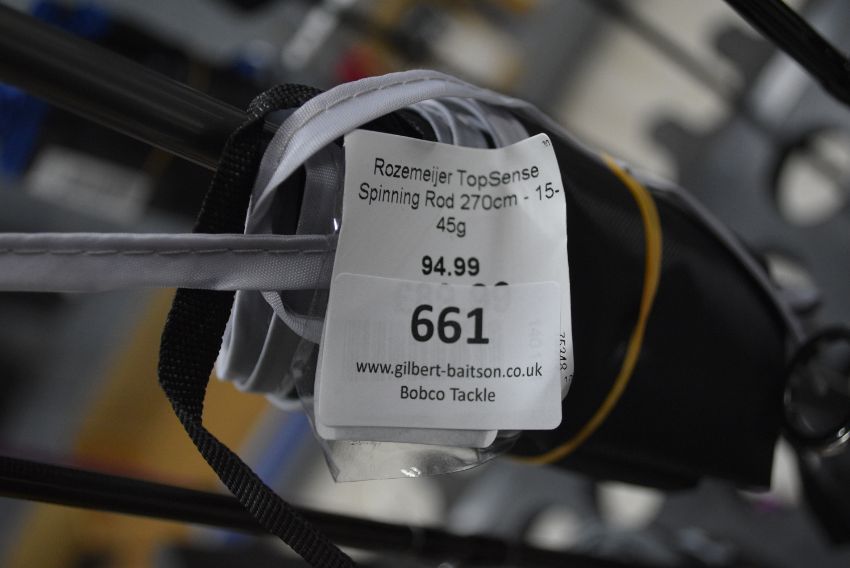 Rozemeijer TopSense
Spinning Rod 270cm - 15-
45g
94.99
661
www.gilbert-baitson.co.uk
Bobco Tackle